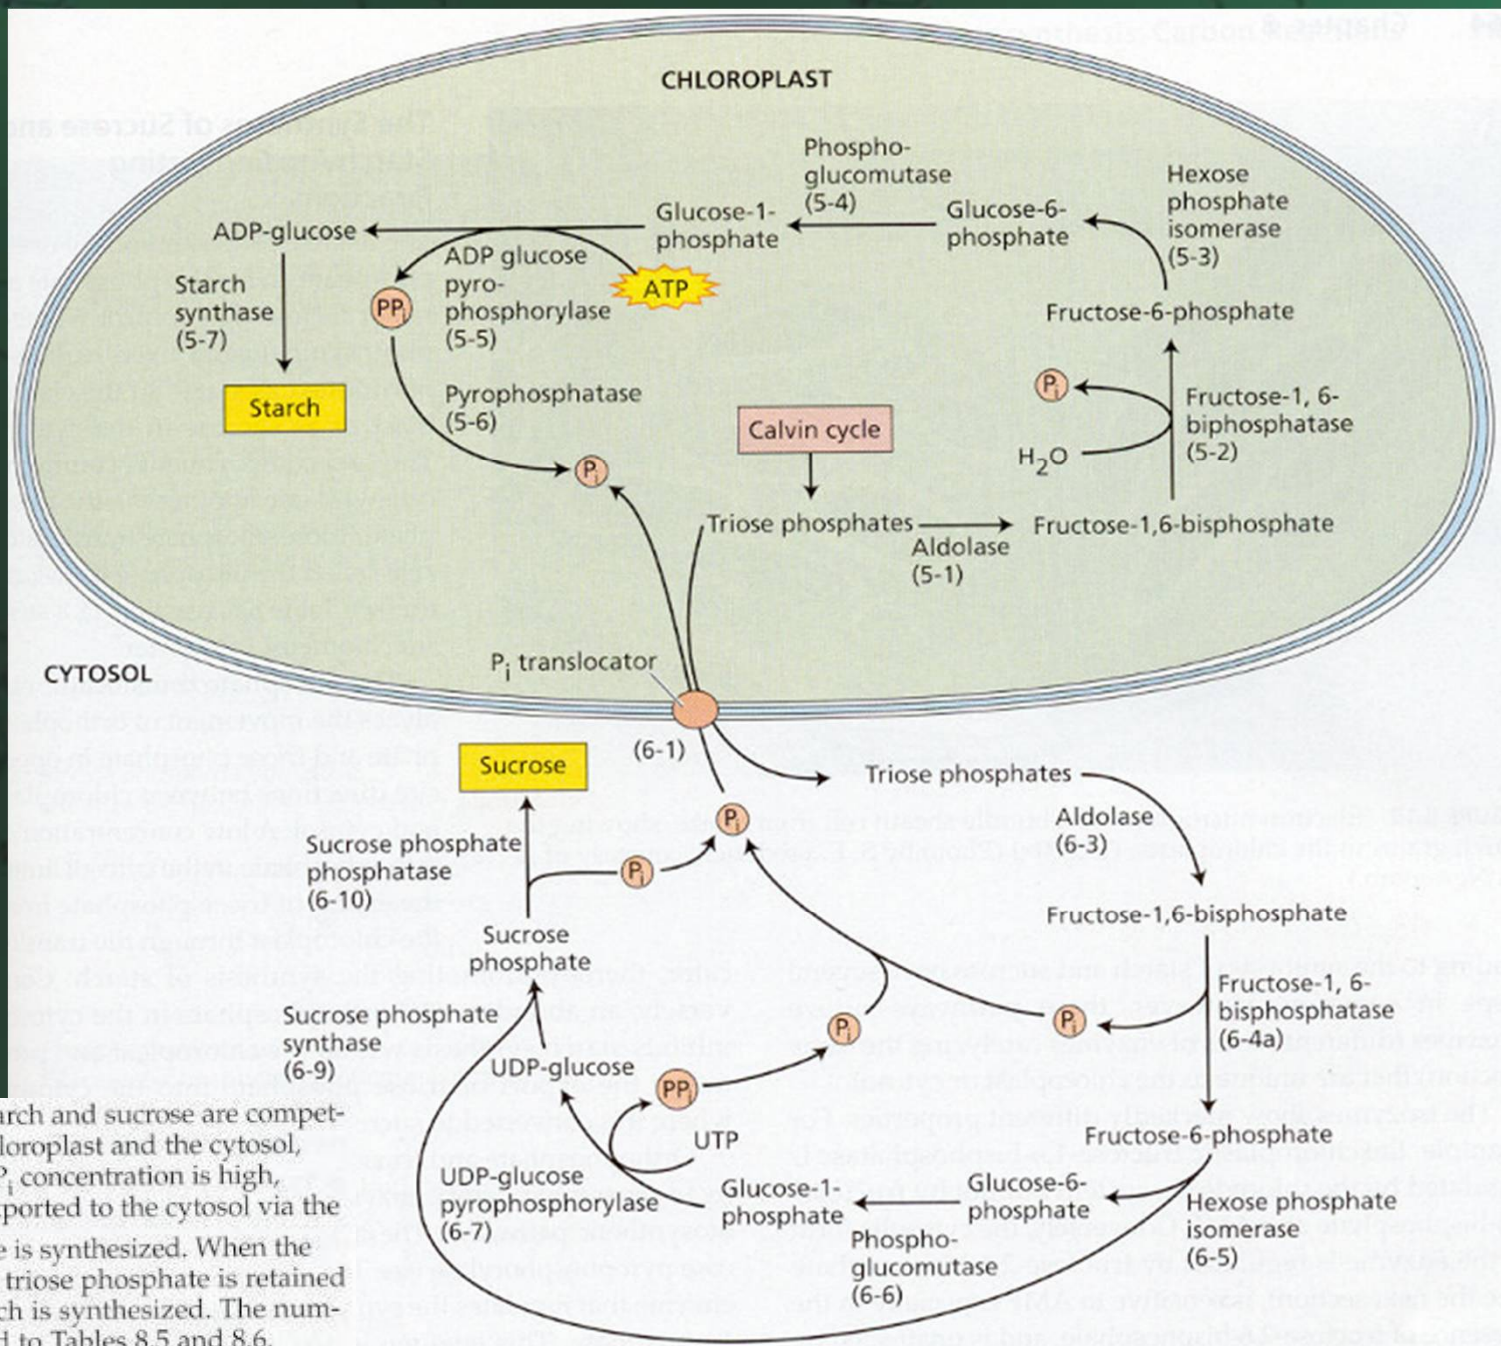 CHLOROPLAST
Phospho-
glucomutase
(5-4)
Hexose
phosphate
isomerase
(5-3)
ADP-glucose
Glucose-1-
phosphate
Glucose-6-
phosphate
ADP glucose
pyro-
phosphorylase
(5-5)
ATP
Starch
synthase
(5-7)
PPi
Fructose-6-phosphate
Starch
Pyrophosphatase
(5-6)
Pi
Calvin cycle
Pi
H2O
Fructose-1, 6-
biphosphatase
(5-2)
Triose phosphates
Aldolase
(5-1)
Fructose-1,6-bisphosphate
CYTOSOL
Pi translocator
(6-1)
Sucrose
Triose phosphates
Pi
Aldolase
(6-3)
Sucrose phosphate
phosphatase
(6-10)
Pi
Fructose-1,6-bisphosphate
Sucrose
phosphate
Fructose-1, 6-
bisphosphatase
(6-4a)
Pi
Pi
Sucrose phosphate
synthase
(6-9)
UDP-glucose
PPi
UTP
Fructose-6-phosphate
UDP-glucose
pyrophosphorylase
(6-7)
Glucose-1-
phosphate
Glucose-6-
phosphate
Hexose phosphate
isomerase
(6-5)
Phospho-
glucomutase
(6-6)
arch and sucrose are compet-
loroplast and the cytosol,
Pi concentration is high,
ported to the cytosol via the
e is synthesized. When the
triose phosphate is retained
ch is synthesized. The num-
d to Tables 8.5 and 8.6.